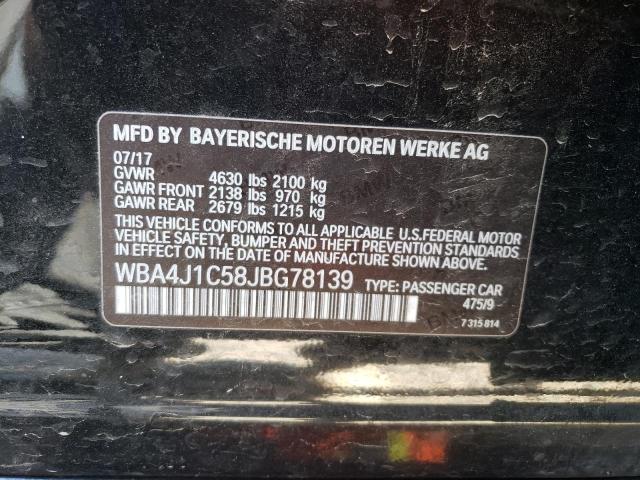 MFD BY BAYERISCHE MOTOREN WERKE AG
07/17
GVWR 4630 lbs 2100 kg
GAWR FRONT 2138 lbs 970 kg
GAWR REAR 2679 lbs 1215 kg
THIS VEHICLE CONFORMS TO ALL APPLICABLE U.S.FEDERAL MOTOR
VEHICLE SAFETY, BUMPER AND THEFT PREVENTION STANDARDS
IN EFFECT ON THE DATE OF MANUFACTURE SHOWN ABOVE.
WBA4J1C58JBG78139 TYPE: PASSENGER CAR
475/9
7 315 814